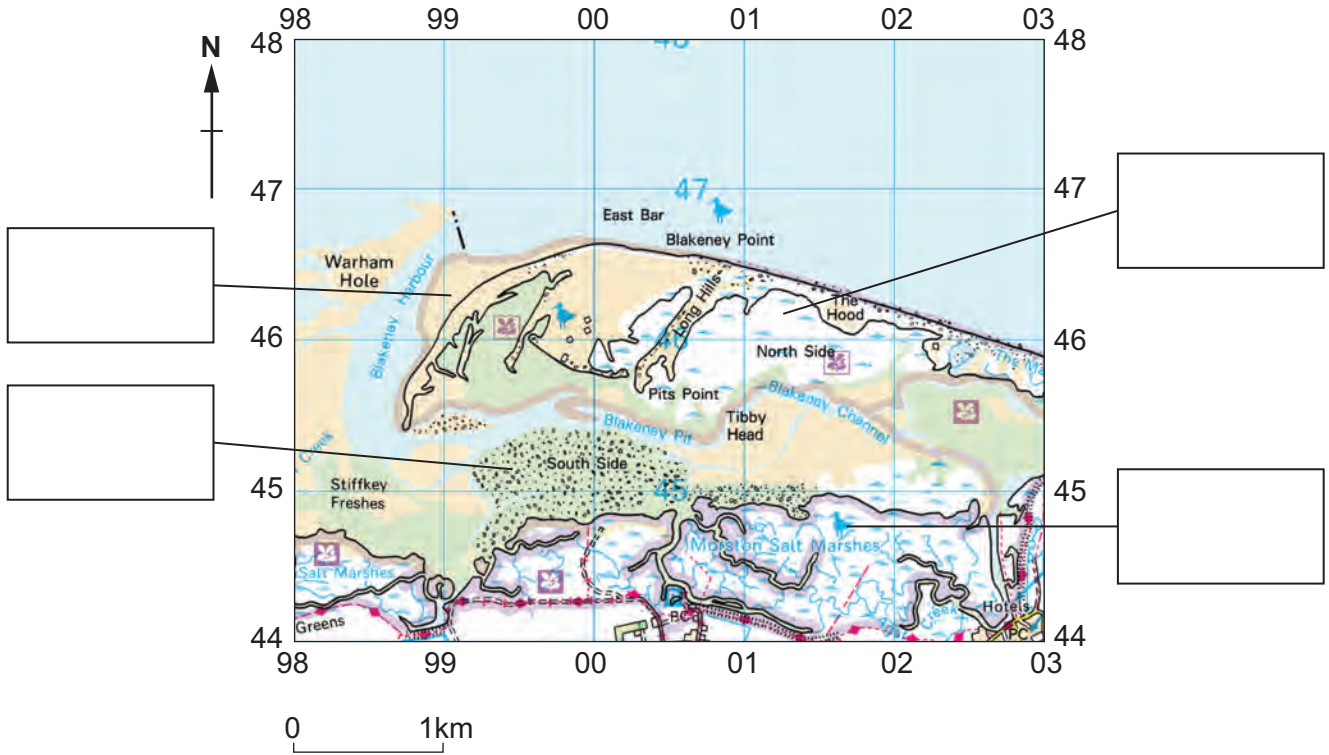 98 99 00 01 02 03
48 48
N
47 47
47
East Bar
Blakeney Point
Warham
Hole
Blakeney Harbour
Long Hills
The
Hood
46 46
North Side
Pits Point
Blakeney Channel
Tibby
Head
Blakeney Pit
South Side
Stiffkey
Freshes
Creek
45 45
45
Morston Salt Marshes
Salt Marshes
Greens
Hotels
PC
PC
Creek
44 44
98 99 00 01 02 03
0 1km